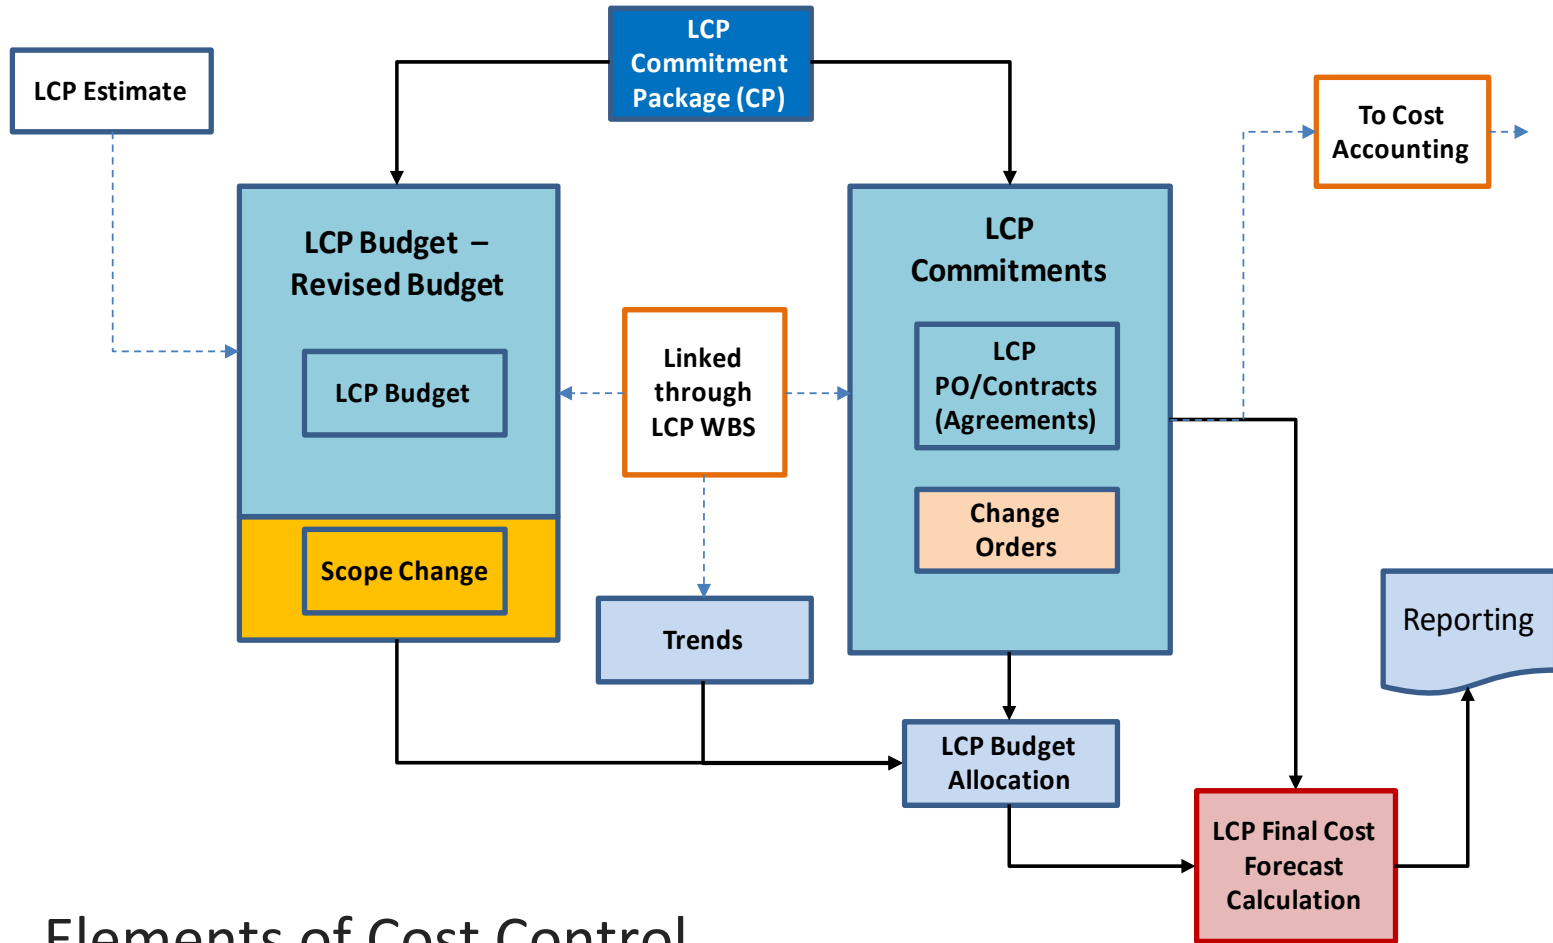 LCP
Commitment
Package (CP)
LCP Estimate
To Cost
Accounting
LCP Budget –
Revised Budget
LCP Budget
Scope Change
Linked
through
LCP WBS
LCP
Commitments
LCP
PO/Contracts
(Agreements)
Change
Orders
Trends
Reporting
LCP Budget
Allocation
LCP Final Cost
Forecast
Calculation
Elements of Cost Control